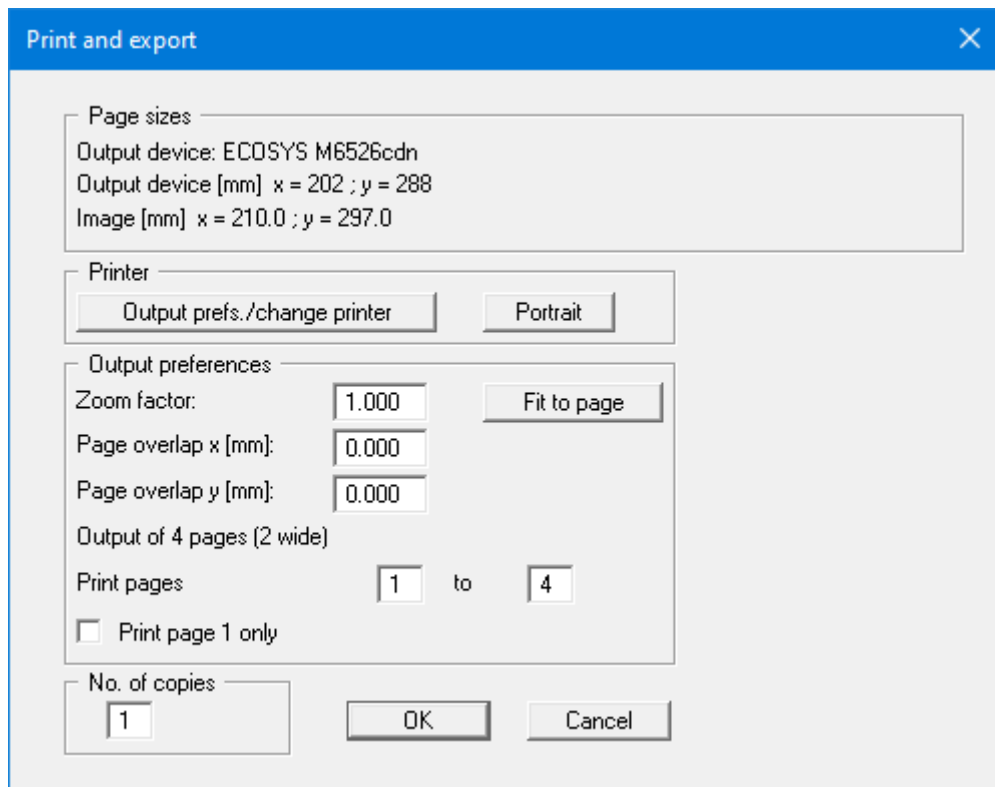 Print and export
Page sizes
Output device: ECOSYS M6526cdn
Output device [mm] x = 202 ; y = 288
Image [mm] x = 210.0 ; y = 297.0
Printer
Output prefs./change printer
Portrait
Output preferences
Zoom factor: 1.000
Fit to page
Page overlap x [mm]: 0.000
Page overlap y [mm]: 0.000
Output of 4 pages (2 wide)
Print pages 1 to 4
Print page 1 only
No. of copies
1
OK
Cancel